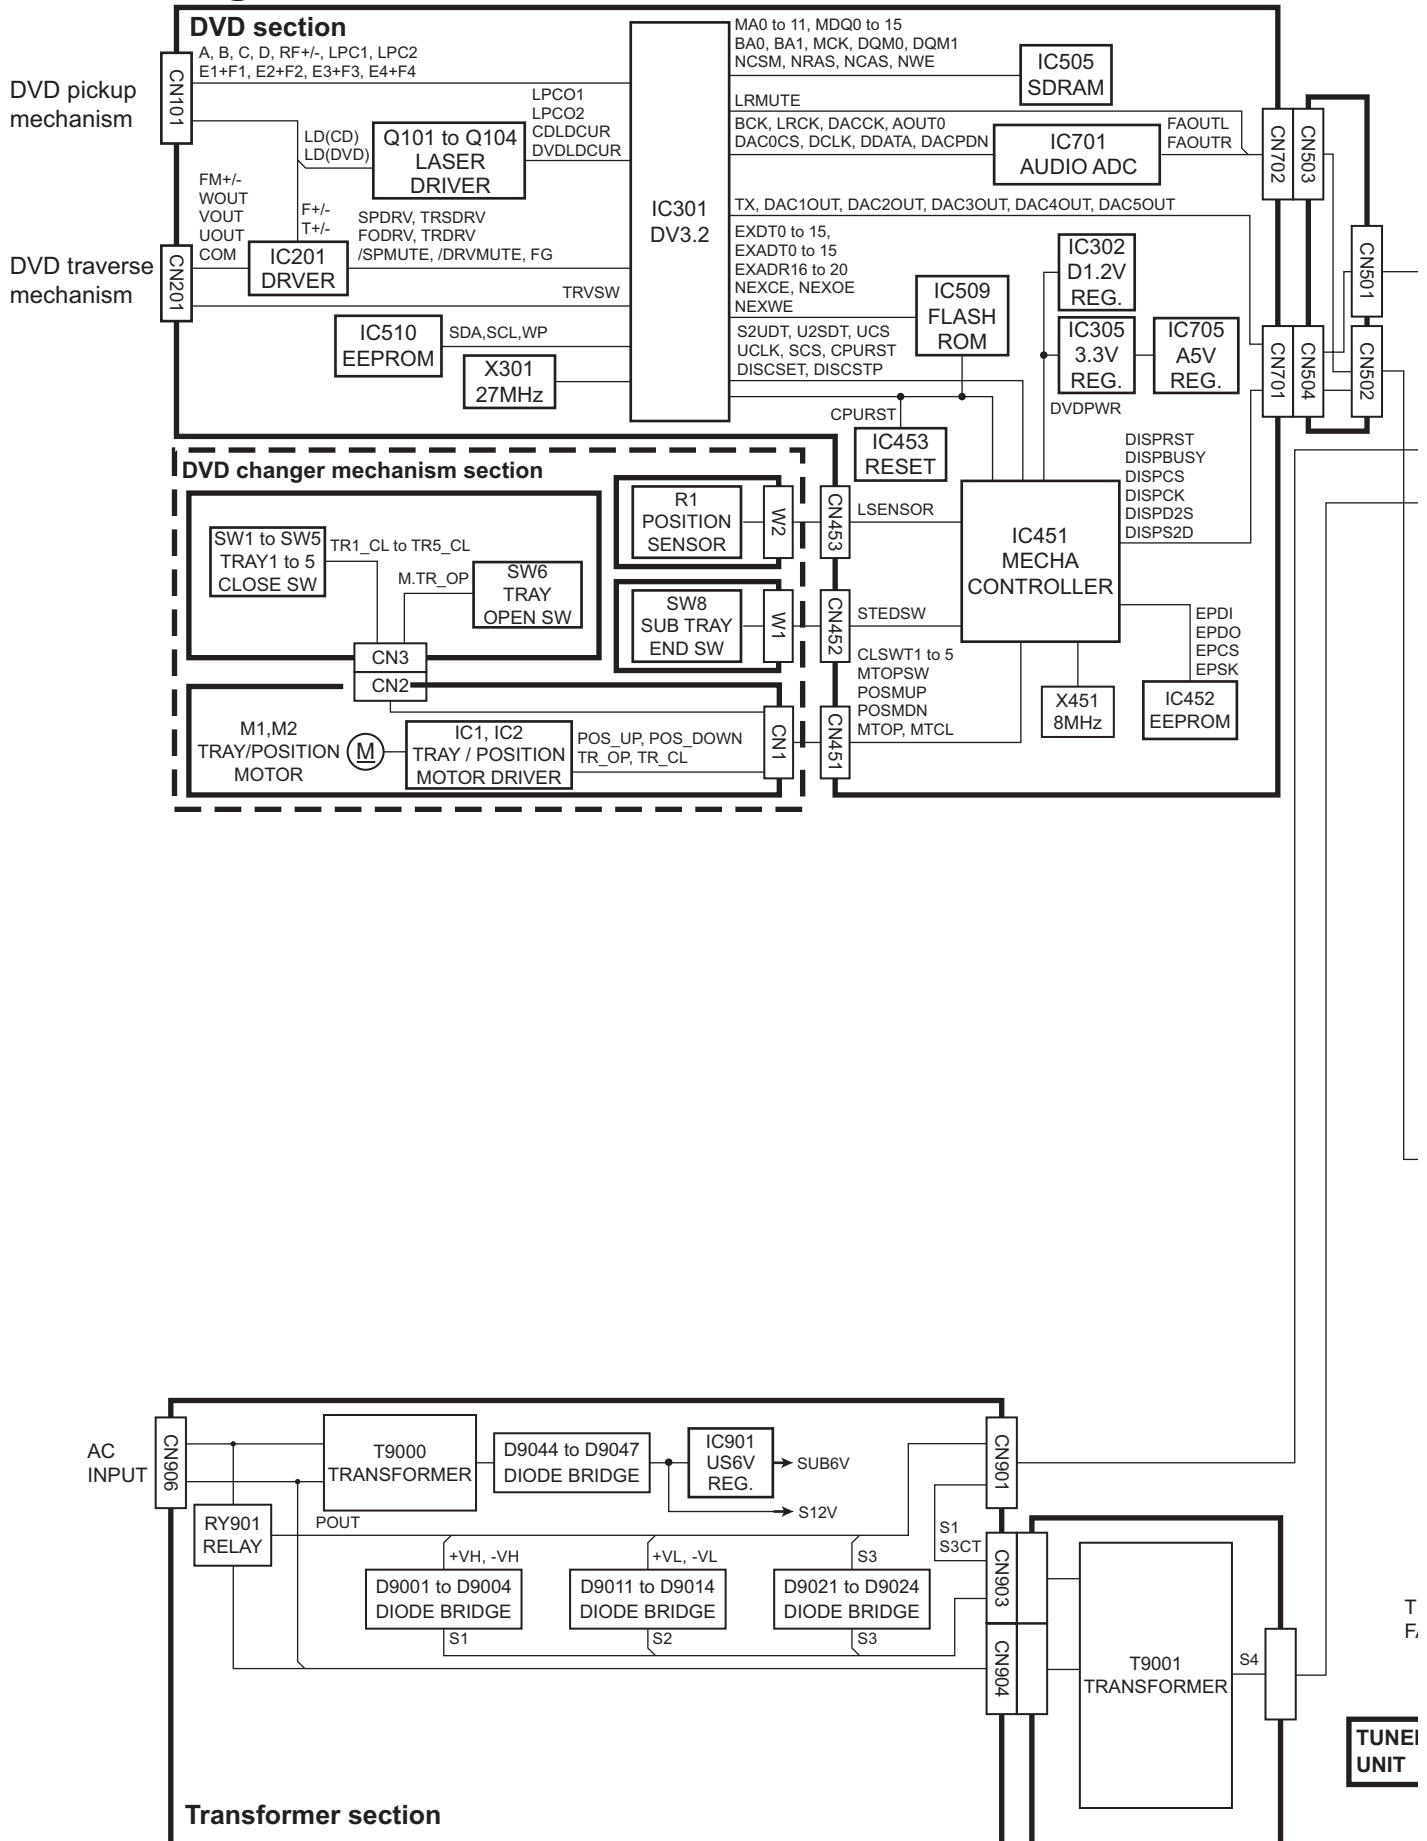 DVD section
A, B, C, D, RF+/-, LPC1, LPC2
E1+F1, E2+F2, E3+F3, E4+F4
DVD pickup
mechanism
CN101
LD(CD)
LD(DVD)
Q101 to Q104
LASER
DRIVER
LPCO1
LPCO2
CDLDCUR
DVDLDCUR
FM+/-
WOUT
VOUT
UOUT
COM
F+/-
T+/-
IC201
DRVER
SPDRV, TRSDRV
FODRV, TRDRV
/SPMUTE, /DRVMUTE, FG
DVD traverse
mechanism
CN201
TRVSW
IC510
EEPROM
SDA,SCL,WP
X301
27MHz
IC301
DV3.2
MA0 to 11, MDQ0 to 15
BA0, BA1, MCK, DQM0, DQM1
NCSM, NRAS, NCAS, NWE
IC505
SDRAM
LRMUTE
BCK, LRCK, DACCK, AOUT0
DAC0CS, DCLK, DDATA, DACPDN
IC701
AUDIO ADC
FAOUTL
FAOUTR
CN702
CN503
TX, DAC1OUT, DAC2OUT, DAC3OUT, DAC4OUT, DAC5OUT
EXDT0 to 15,
EXADT0 to 15
EXADR16 to 20
NEXCE, NEXOE
NEXWE
S2UDT, U2SDT, UCS
UCLK, SCS, CPURST
DISCSET, DISCSTP
IC509
FLASH
ROM
IC302
D1.2V
REG.
IC305
3.3V
REG.
IC705
A5V
REG.
CN501
CN701
CN504
CN502
CPURST
DVDPWR
IC453
RESET
DISPRST
DISPBUSY
DISPCS
DISPCK
DISPD2S
DISPS2D
DVD changer mechanism section
SW1 to SW5
TRAY1 to 5
CLOSE SW
TR1_CL to TR5_CL
M.TR_OP
SW6
TRAY
OPEN SW
R1
POSITION
SENSOR
W2
CN453
LSENSOR
IC451
MECHA
CONTROLLER
SW8
SUB TRAY
END SW
W1
CN452
STEDSW
CN3
CN2
CLSWT1 to 5
MTOPSW
POSMUP
POSMDN
MTOP, MTCL
EPDI
EPDO
EPCS
EPSK
X451
8MHz
IC452
EEPROM
M1,M2
TRAY/POSITION
MOTOR
M
IC1, IC2
TRAY / POSITION
MOTOR DRIVER
POS_UP, POS_DOWN
TR_OP, TR_CL
CN1
CN451
AC
INPUT
CN906
T9000
TRANSFORMER
D9044 to D9047
DIODE BRIDGE
IC901
US6V
REG.
SUB6V
S12V
CN901
RY901
RELAY
POUT
+VH, -VH
+VL, -VL
S3
S1
S3CT
D9001 to D9004
DIODE BRIDGE
D9011 to D9014
DIODE BRIDGE
D9021 to D9024
DIODE BRIDGE
CN903
S1
S2
S3
CN904
T9001
TRANSFORMER
S4
TUNE
UNIT
Transformer section